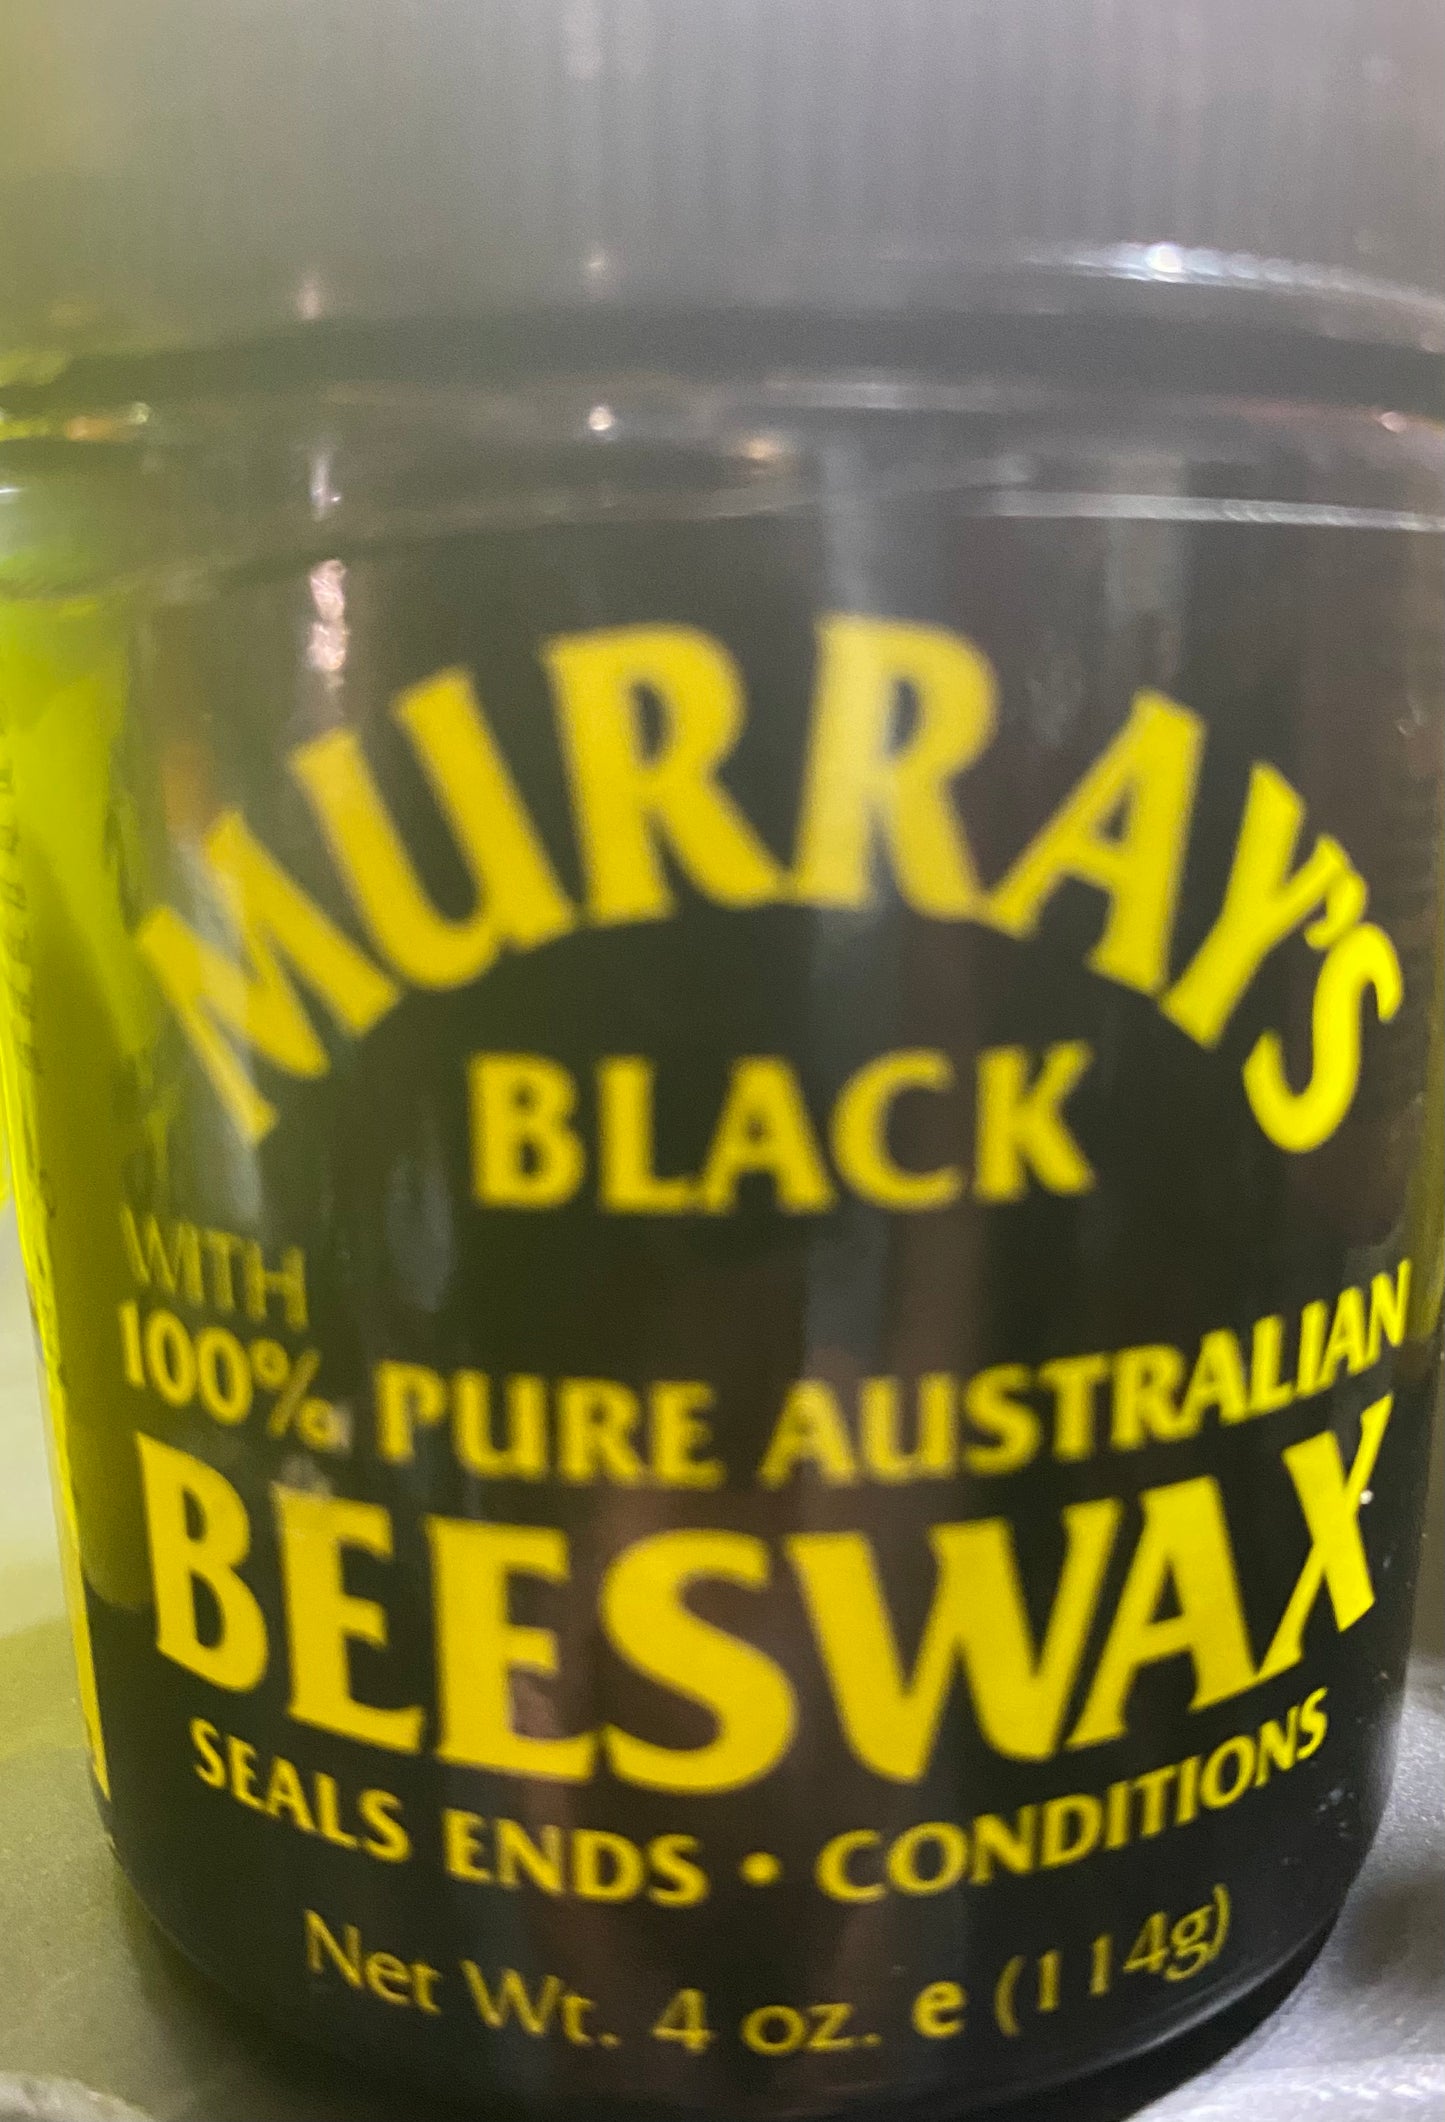 MURRAY'S
BLACK
WITH
100% PURE AUSTRALIAN
BEESWAX
SEALS ENDS • CONDITIONS
Net Wt. 4 oz. e (114g)